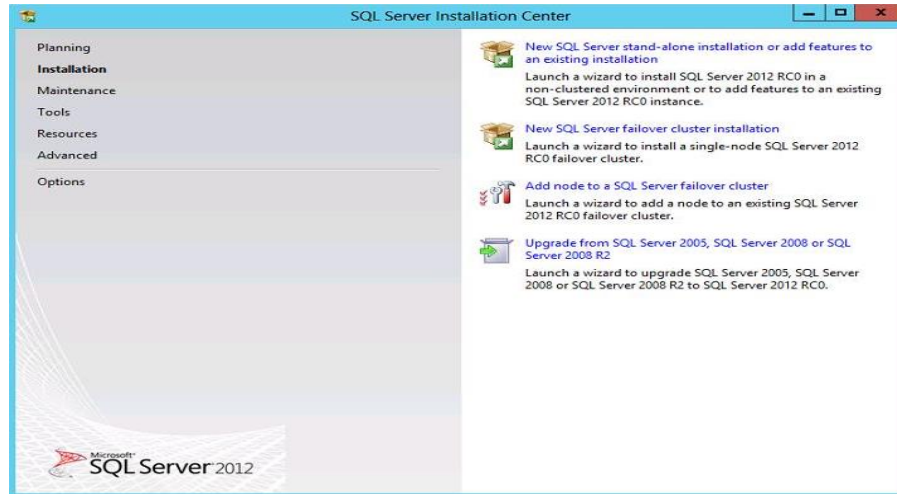 SQL Server Installation Center
Planning
Installation
Maintenance
Tools
Resources
Advanced
Options
New SQL Server stand-alone installation or add features to
an existing installation
Launch a wizard to install SQL Server 2012 RC0 in a
non-clustered environment or to add features to an existing
SQL Server 2012 RC0 instance.
New SQL Server failover cluster installation
Launch a wizard to install a single-node SQL Server 2012
RC0 failover cluster.
Add node to a SQL Server failover cluster
Launch a wizard to add a node to an existing SQL Server
2012 RC0 failover cluster.
Upgrade from SQL Server 2005, SQL Server 2008 or SQL
Server 2008 R2
Launch a wizard to upgrade SQL Server 2005, SQL Server
2008 or SQL Server 2008 R2 to SQL Server 2012 RC0.
Microsoft
SQL Server 2012